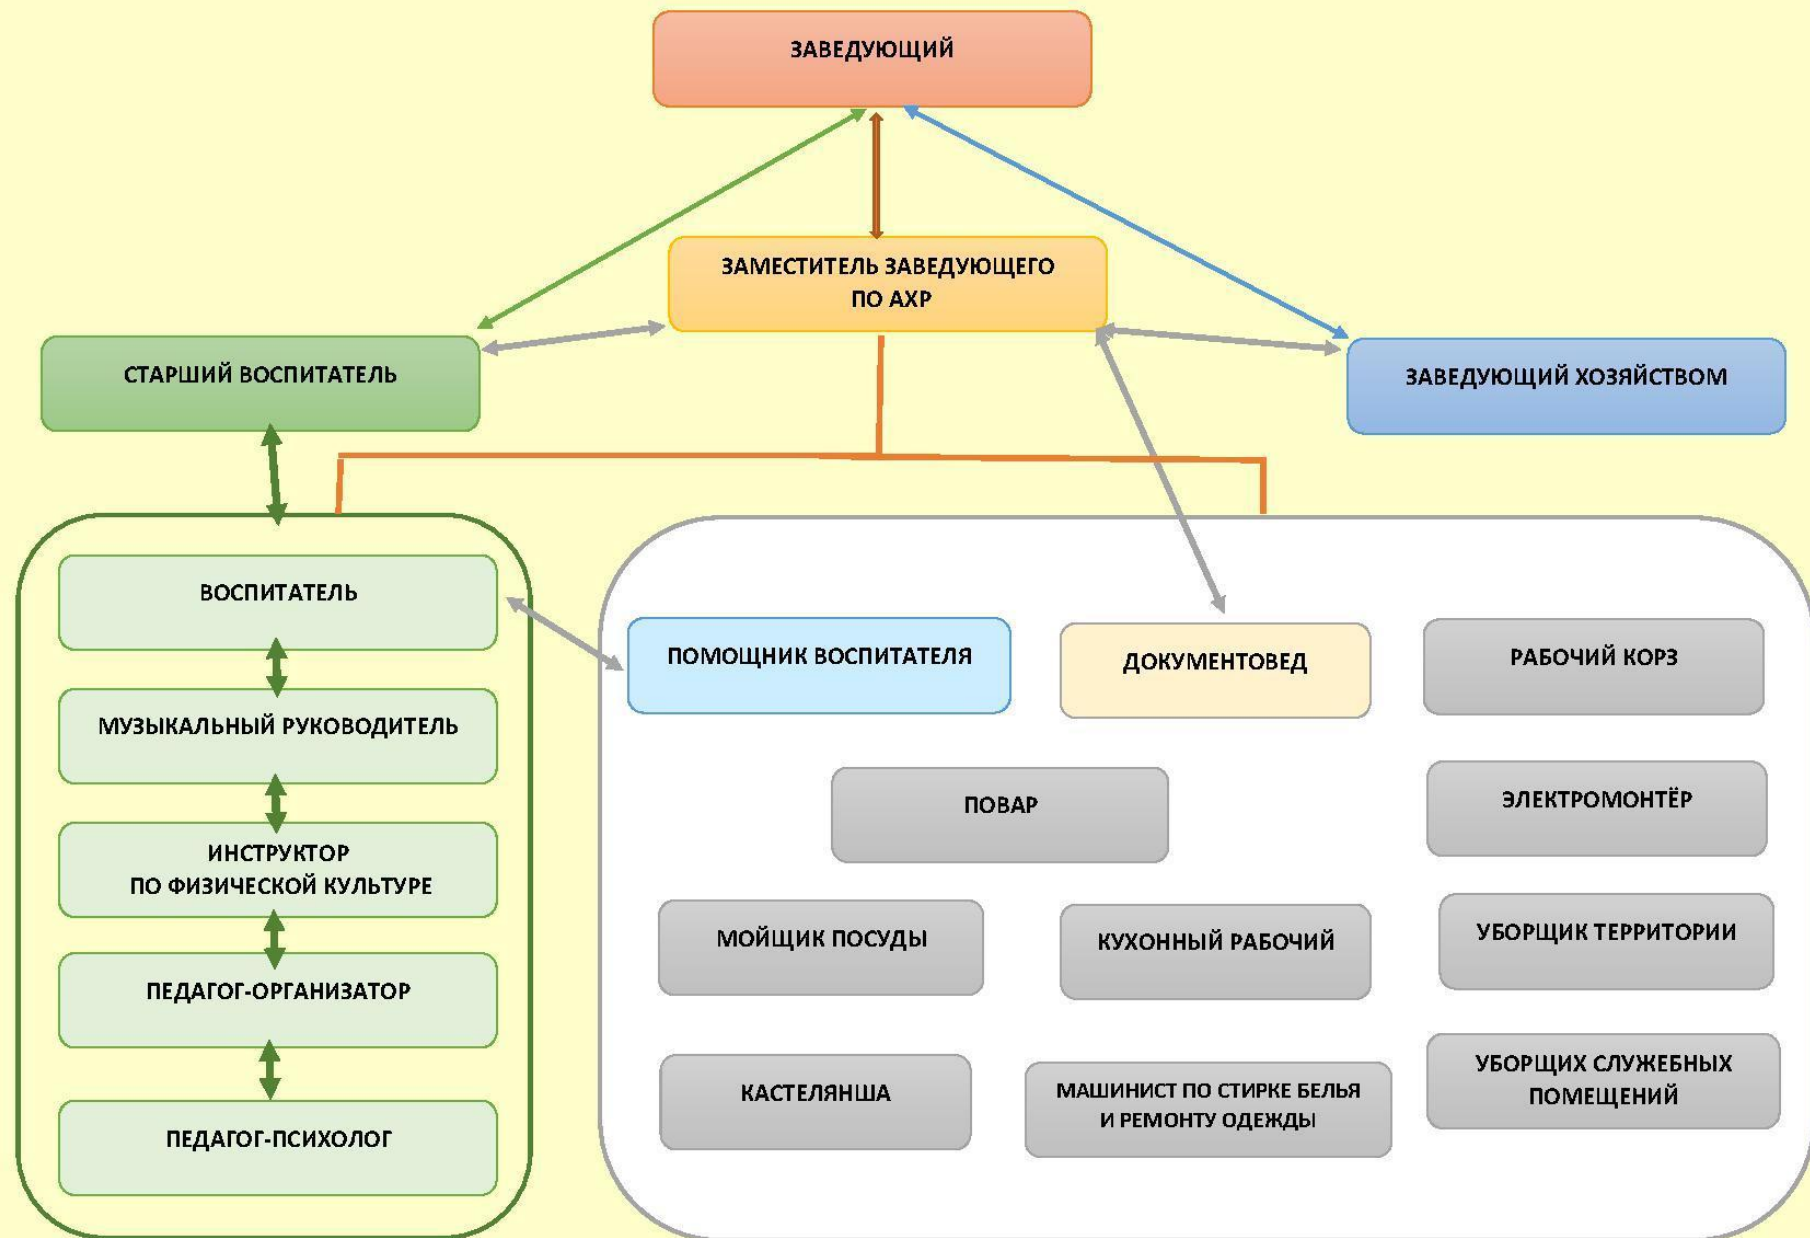 ЗАВЕДУЮЩИЙ
ЗАМЕСТИТЕЛЬ ЗАВЕДУЮЩЕГО
ПО АХР
СТАРШИЙ ВОСПИТАТЕЛЬ
ЗАВЕДУЮЩИЙ ХОЗЯЙСТВОМ
ВОСПИТАТЕЛЬ
МУЗЫКАЛЬНЫЙ РУКОВОДИТЕЛЬ
ИНСТРУКТОР
ПО ФИЗИЧЕСКОЙ КУЛЬТУРЕ
ПЕДАГОГ-ОРГАНИЗАТОР
ПЕДАГОГ-ПСИХОЛОГ
ПОМОЩНИК ВОСПИТАТЕЛЯ
ДОКУМЕНТОВЕД
РАБОЧИЙ КОРЗ
ПОВАР
ЭЛЕКТРОМОНТЁР
МОЙЩИК ПОСУДЫ
КУХОННЫЙ РАБОЧИЙ
УБОРЩИК ТЕРРИТОРИИ
КАСТЕЛЯНША
МАШИНИСТ ПО СТИРКЕ БЕЛЬЯ
И РЕМОНТУ ОДЕЖДЫ
УБОРЩИХ СЛУЖЕБНЫХ
ПОМЕЩЕНИЙ